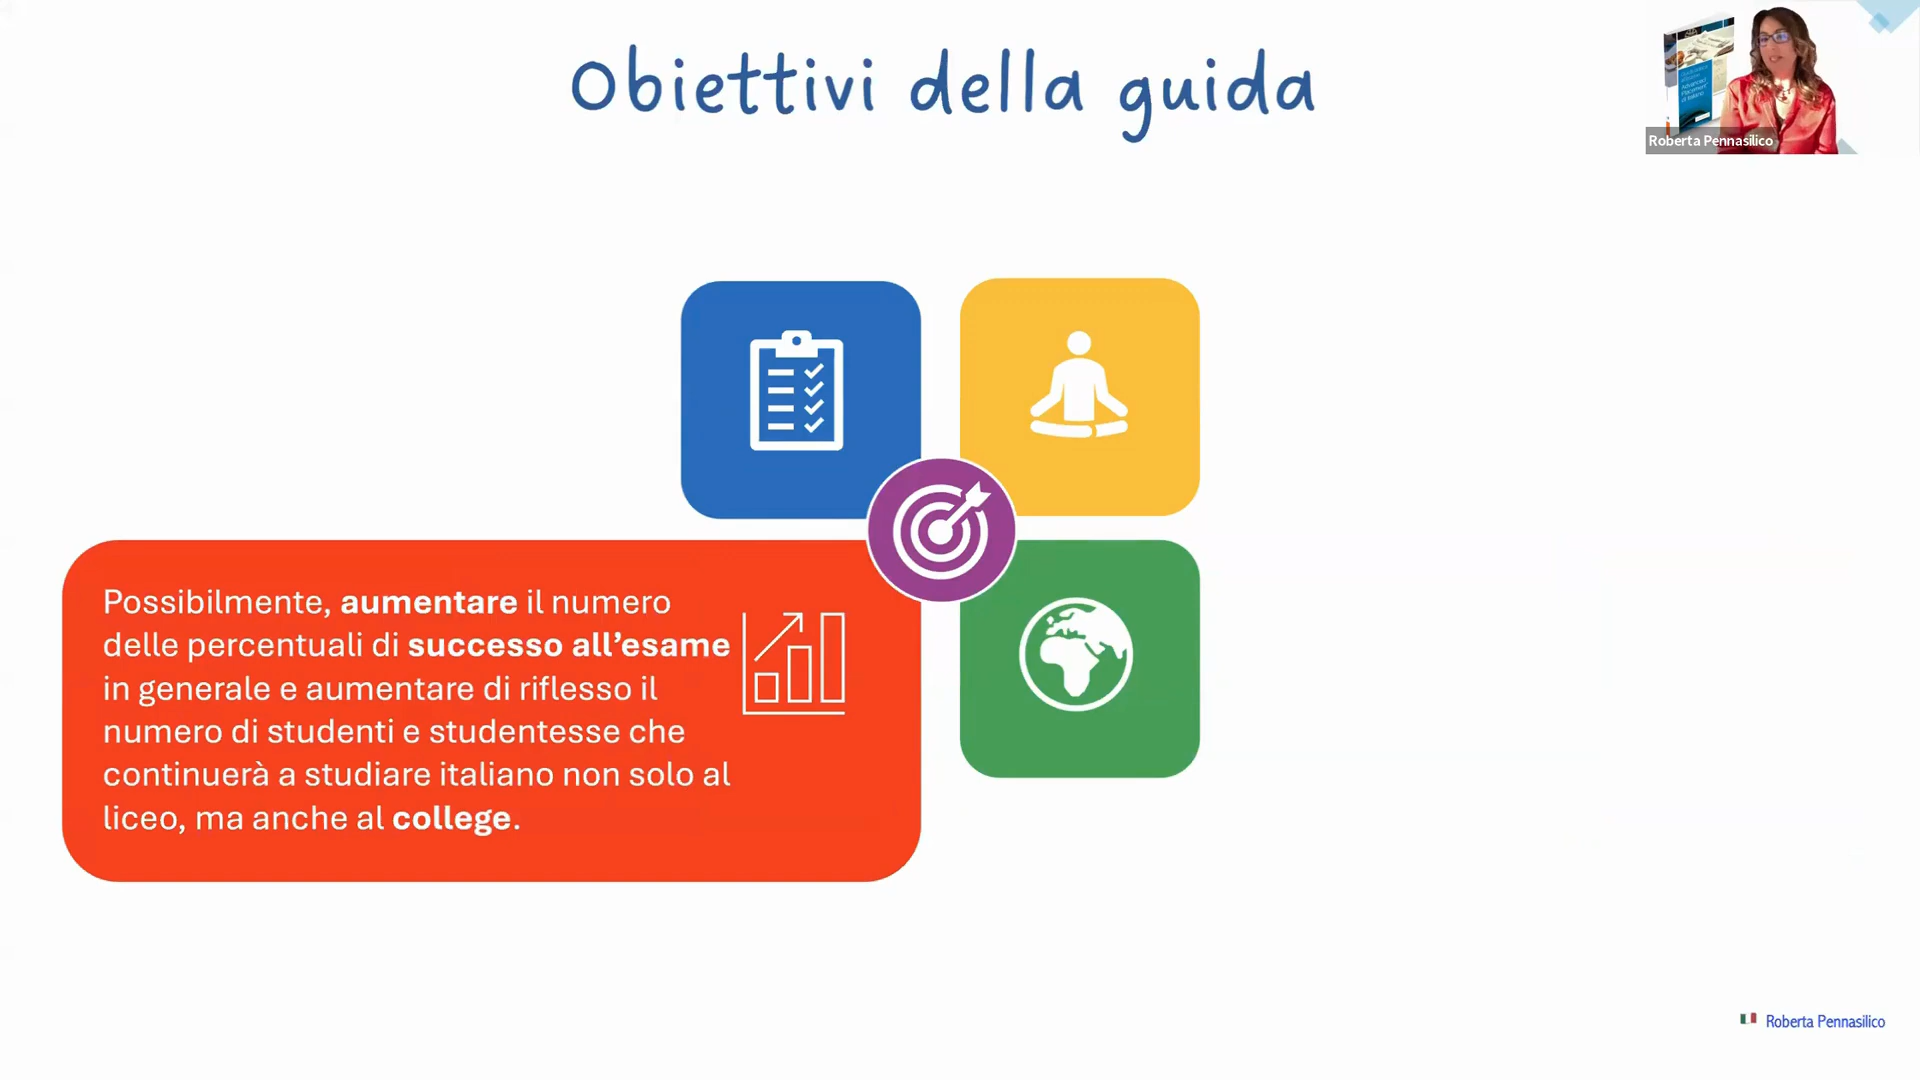 Obiettivi della guida
Roberta Pennasilico
Possibilmente, aumentare il numero
delle percentuali di successo all’esame
in generale e aumentare di riflesso il
numero di studenti e studentesse che
continuerà a studiare italiano non solo al
liceo, ma anche al college.
Roberta Pennasilico